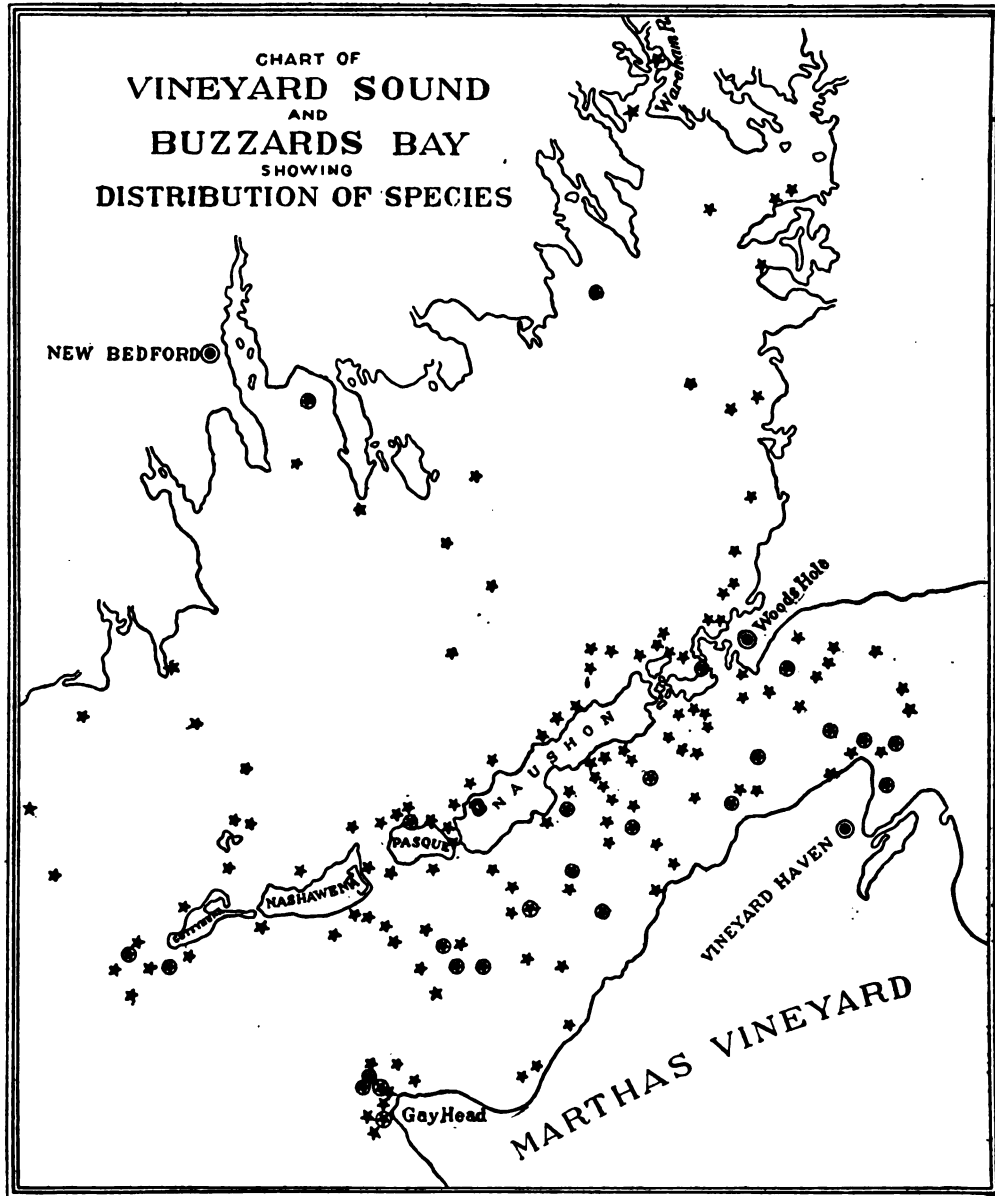 CHART OF
VINEYARD SOUND
AND
BUZZARDS BAY
SHOWING
DISTRIBUTION OF SPECIES
Wareham R.
NEW BEDFORD
Woods Hole
NAUSHON
PASQUE
NASHAWENA
CUTTYHUNK
VINEYARD HAVEN
MARTHAS VINEYARD
Gay Head